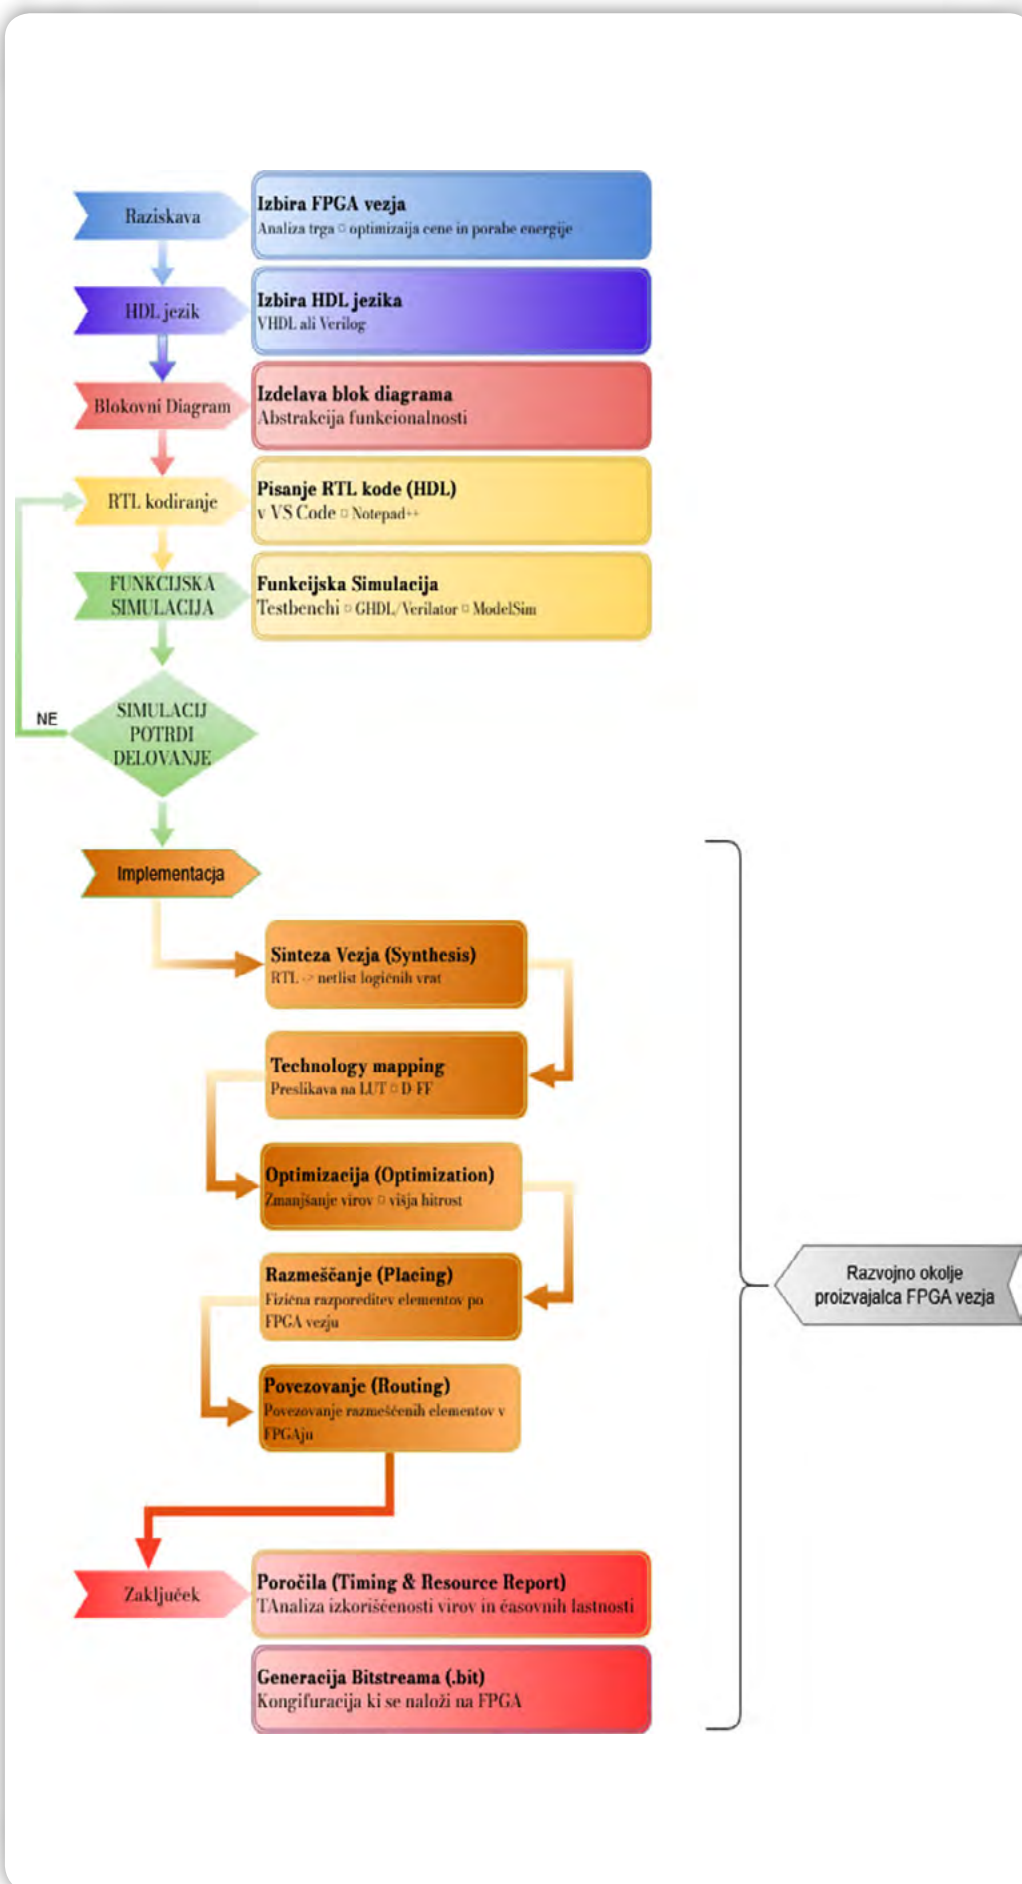 Raziskava
Izbira FPGA vezja
Analiza trga □ optimizaija cene in porabe energije
HDL jezik
Izbira HDL jezika
VHDL ali Verilog
Blokovni Diagram
Izdelava blok diagrama
Abstrakcija funkcionalnosti
RTL kodiranje
Pisanje RTL kode (HDL)
v VS Code □ Notepad++
FUNKCIJSKA
SIMULACIJA
Funkcijska Simulacija
Testbenchi □ GHDL/Verilator □ ModelSim
SIMULACIJ
POTRDI
DELOVANJE
NE
Implementacja
Sinteza Vezja (Synthesis)
RTL -> netlist logičnih vrat
Technology mapping
Preslikava na LUT □ D-FF
Optimizacija (Optimization)
Zmanjšanje virov □ višja hitrost
Razmeščanje (Placing)
Fizična razporeditev elementov po
FPGA vezju
Povezovanje (Routing)
Povezovanje razmeščenih elementov v
FPGAju
Razvojno okolje
proizvajalca FPGA vezja
Zaključek
Poročila (Timing & Resource Report)
TAnaliza izkoriščenosti virov in časovnih lastnosti
Generacija Bitstreama (.bit)
Kongifuracija ki se naloži na FPGA